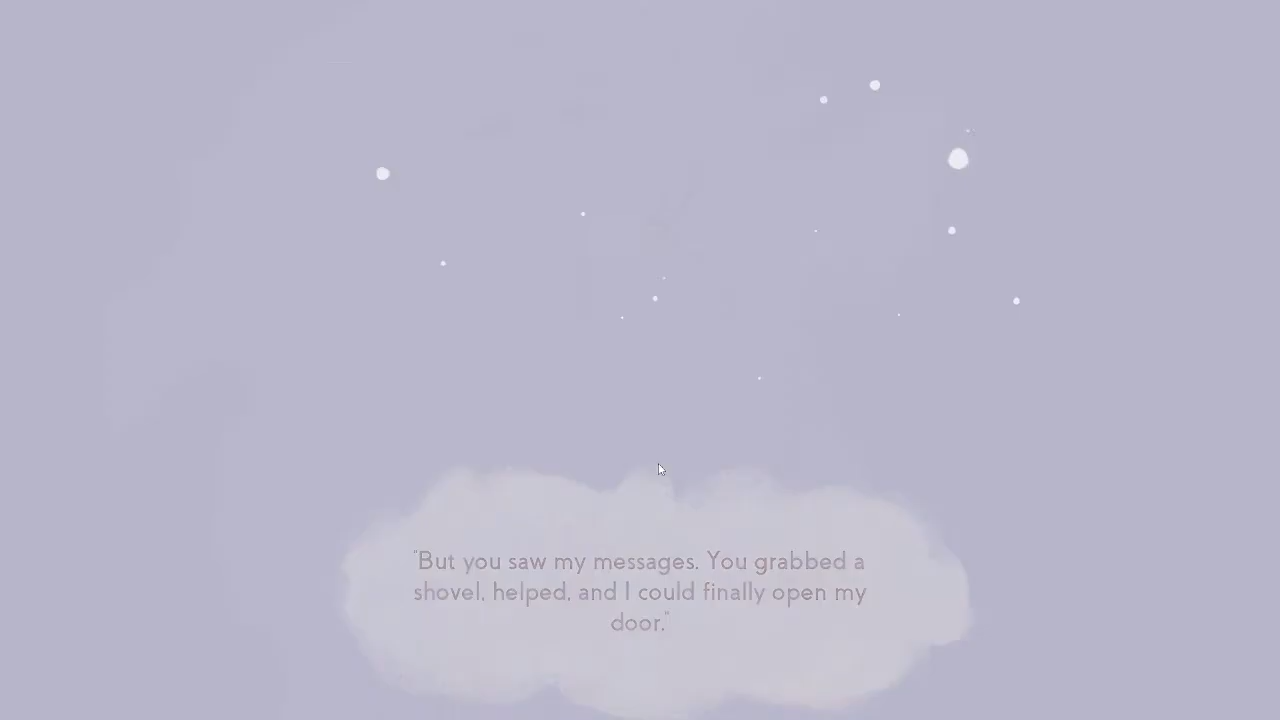 "But you saw my messages. You grabbed a
shovel, helped, and I could finally open my
door."